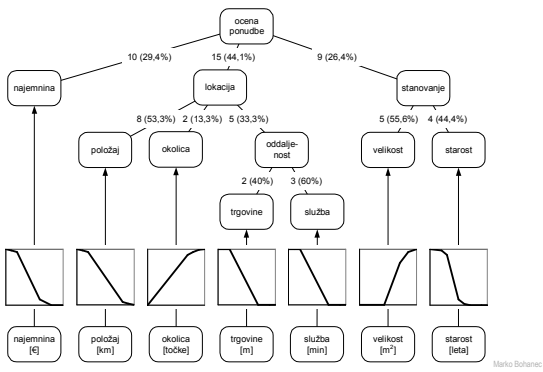 ocena
ponudbe
10 (29,4%)
15 (44,1%)
9 (26,4%)
najemnina
lokacija
stanovanje
8 (53,3%)
2 (13,3%)
5 (33,3%)
5 (55,6%)
4 (44,4%)
položaj
okolica
oddalje-
nost
velikost
starost
2 (40%)
3 (60%)
trgovine
služba
najemnina
[€]
položaj
[km]
okolica
[točke]
trgovine
[m]
služba
[min]
velikost
[m²]
starost
[leta]
Marko Bohanec